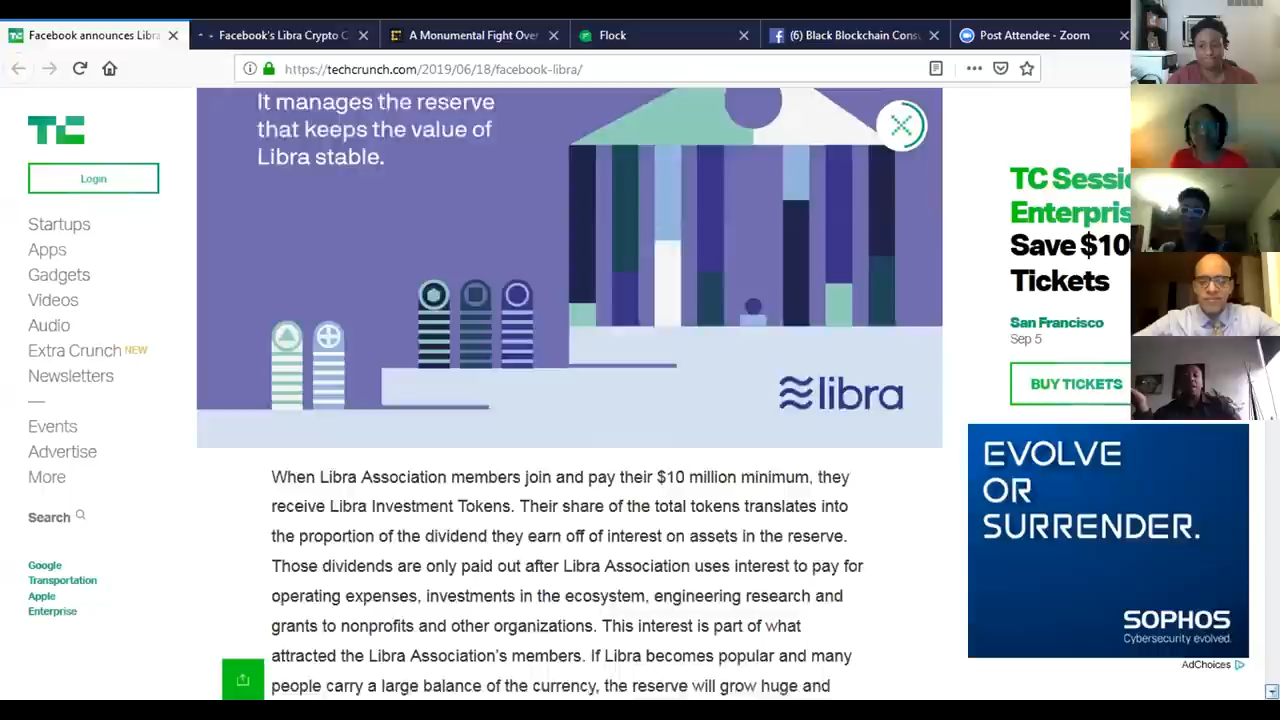 Facebook announces Libra
Facebook's Libra Crypto C
A Monumental Fight Over
Flock
(6) Black Blockchain Cons
Post Attendee - Zoom
https://techcrunch.com/2019/06/18/facebook-libra/
TC
Login
Startups
Apps
Gadgets
Videos
Audio
Extra Crunch NEW
Newsletters
Events
Advertise
More
Search
Google
Transportation
Apple
Enterprise
It manages the reserve
that keeps the value of
Libra stable.
libra
When Libra Association members join and pay their $10 million minimum, they
receive Libra Investment Tokens. Their share of the total tokens translates into
the proportion of the dividend they earn off of interest on assets in the reserve.
Those dividends are only paid out after Libra Association uses interest to pay for
operating expenses, investments in the ecosystem, engineering research and
grants to nonprofits and other organizations. This interest is part of what
attracted the Libra Association's members. If Libra becomes popular and many
people carry a large balance of the currency, the reserve will grow huge and
TC Sessi
Enterpris
Save $10
Tickets
San Francisco
Sep 5
BUY TICKETS
EVOLVE
OR
SURRENDER.
SOPHOS
Cybersecurity evolved.
AdChoices